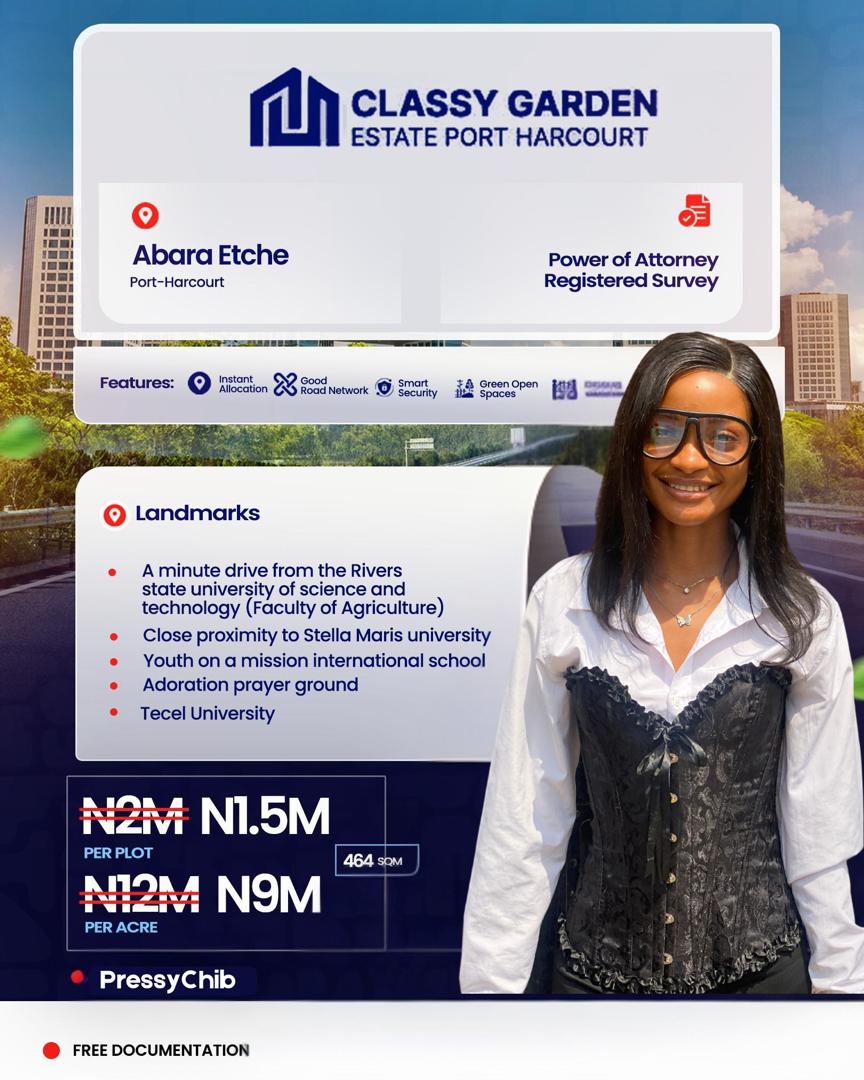 CLASSY GARDEN
ESTATE PORT HARCOURT
Abara Etche
Port-Harcourt
Power of Attorney
Registered Survey
Features:
Instant
Allocation
Good
Road Network
Smart
Security
Green Open
Spaces
Landmarks
A minute drive from the Rivers
state university of science and
technology (Faculty of Agriculture)
Close proximity to Stella Maris university
Youth on a mission international school
Adoration prayer ground
Tecel University
N2M N1.5M
PER PLOT
464 SQM
N12M N9M
PER ACRE
PressyChib
FREE DOCUMENTATION